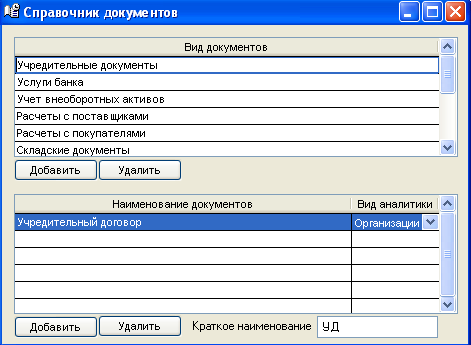 Справочник документов
Вид документов
Учредительные документы
Услуги банка
Учет внеоборотных активов
Расчеты с поставщиками
Расчеты с покупателями
Складские документы
Добавить Удалить
Наименование документов Вид аналитики
Учредительный договор Организации
Добавить Удалить Краткое наименование УД